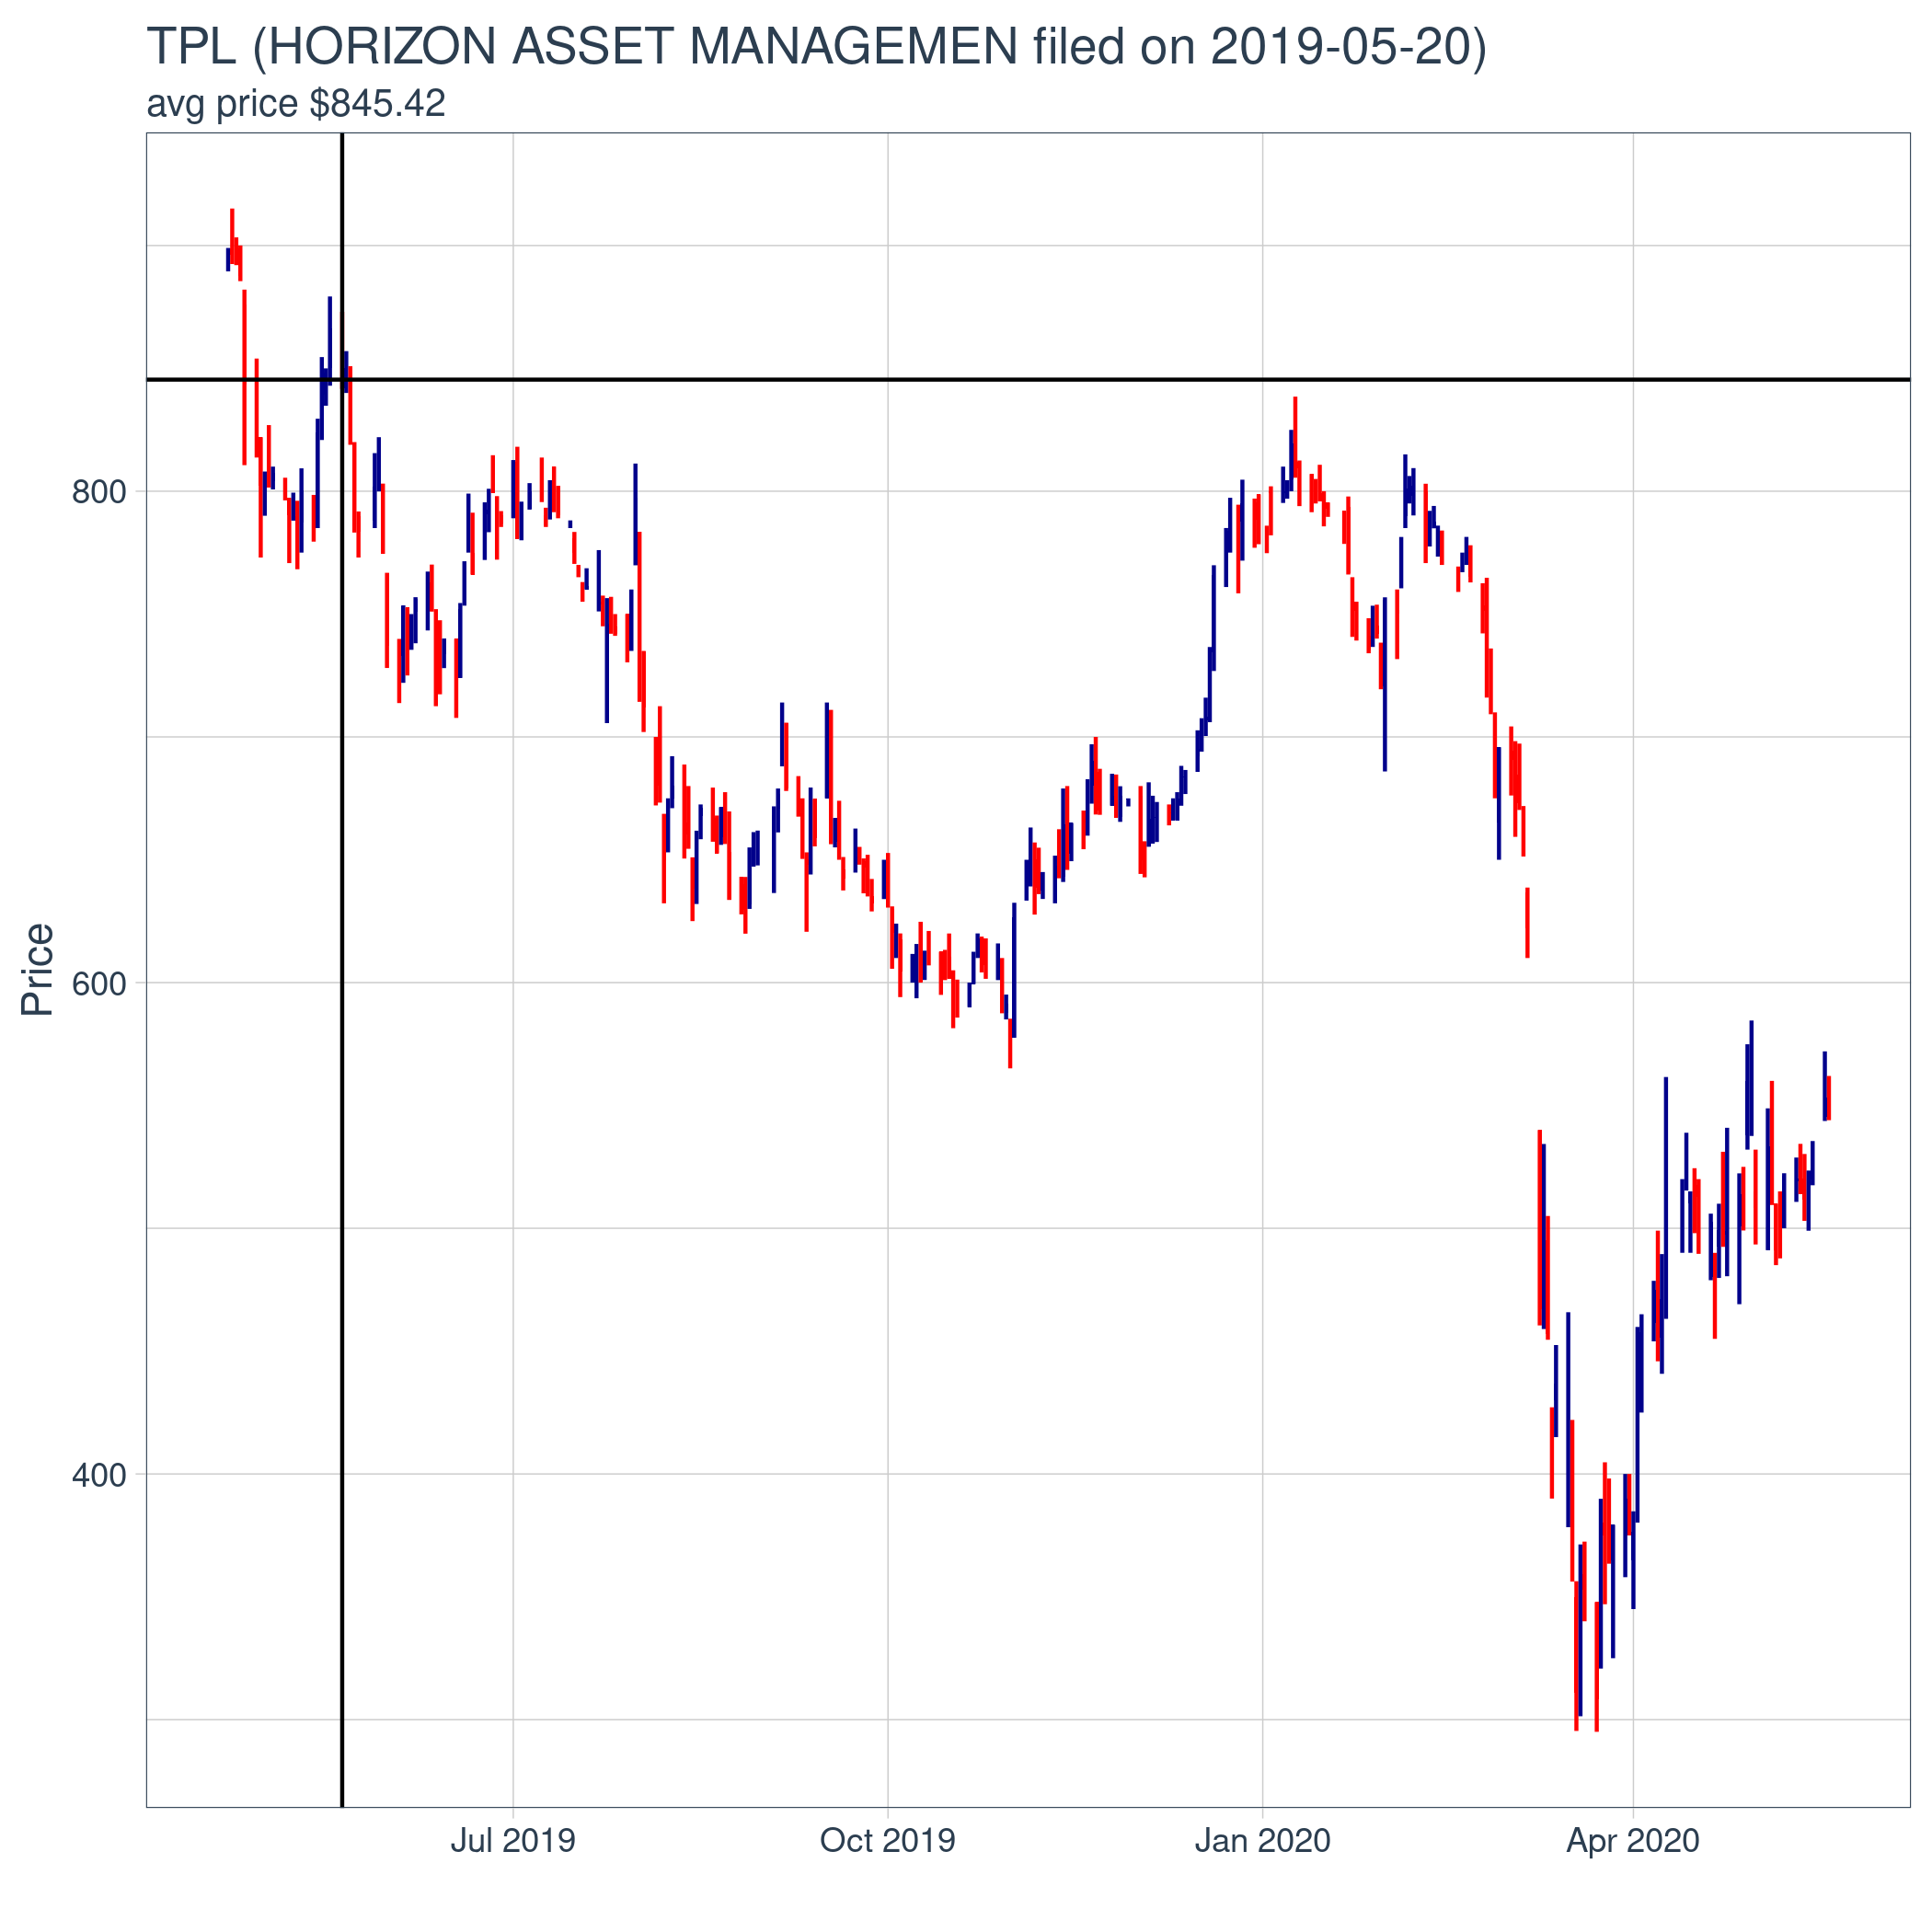 TPL (HORIZON ASSET MANAGEMEN filed on 2019-05-20)
avg price $845.42
Price
800
600
400
Jul 2019
Oct 2019
Jan 2020
Apr 2020